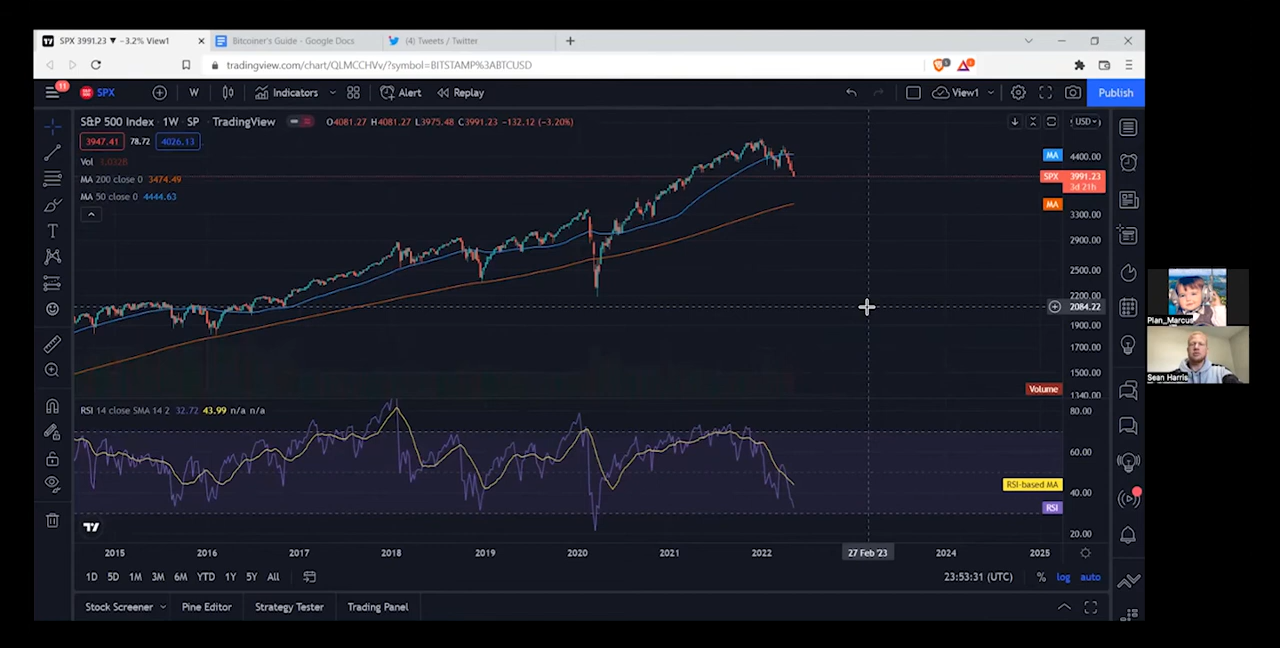 SPX 3991.23 ▼ −3.2% View1
Bitcoiner's Guide - Google Docs
(4) Tweets / Twitter
tradingview.com/chart/QLMCCHVv/?symbol=BITSTAMP%3ABTCUSD
11
SPX
W
Indicators
Alert
Replay
View1
Publish
S&P 500 Index · 1W · SP · TradingView
O4081.27 H4081.27 L3975.48 C3991.23 −132.12 (−3.20%)
USD
3947.41 78.72 4026.13
Vol
MA 200 close 0 3474.49
MA 50 close 0 4444.63
MA
4400.00
SPX 3991.23
3d 21h
MA
3300.00
2900.00
2500.00
2200.00
2084.22
1900.00
1700.00
1500.00
Volume
1340.00
RSI 14 close SMA 14 2 32.72 43.99 n/a n/a
80.00
60.00
RSI-based MA
40.00
RSI
20.00
2015 2016 2017 2018 2019 2020 2021 2022 27 Feb '23 2024 2025
1D 5D 1M 3M 6M YTD 1Y 5Y All
23:53:31 (UTC) % log auto
Stock Screener Pine Editor Strategy Tester Trading Panel
Plan_Marcus
Sean Harris